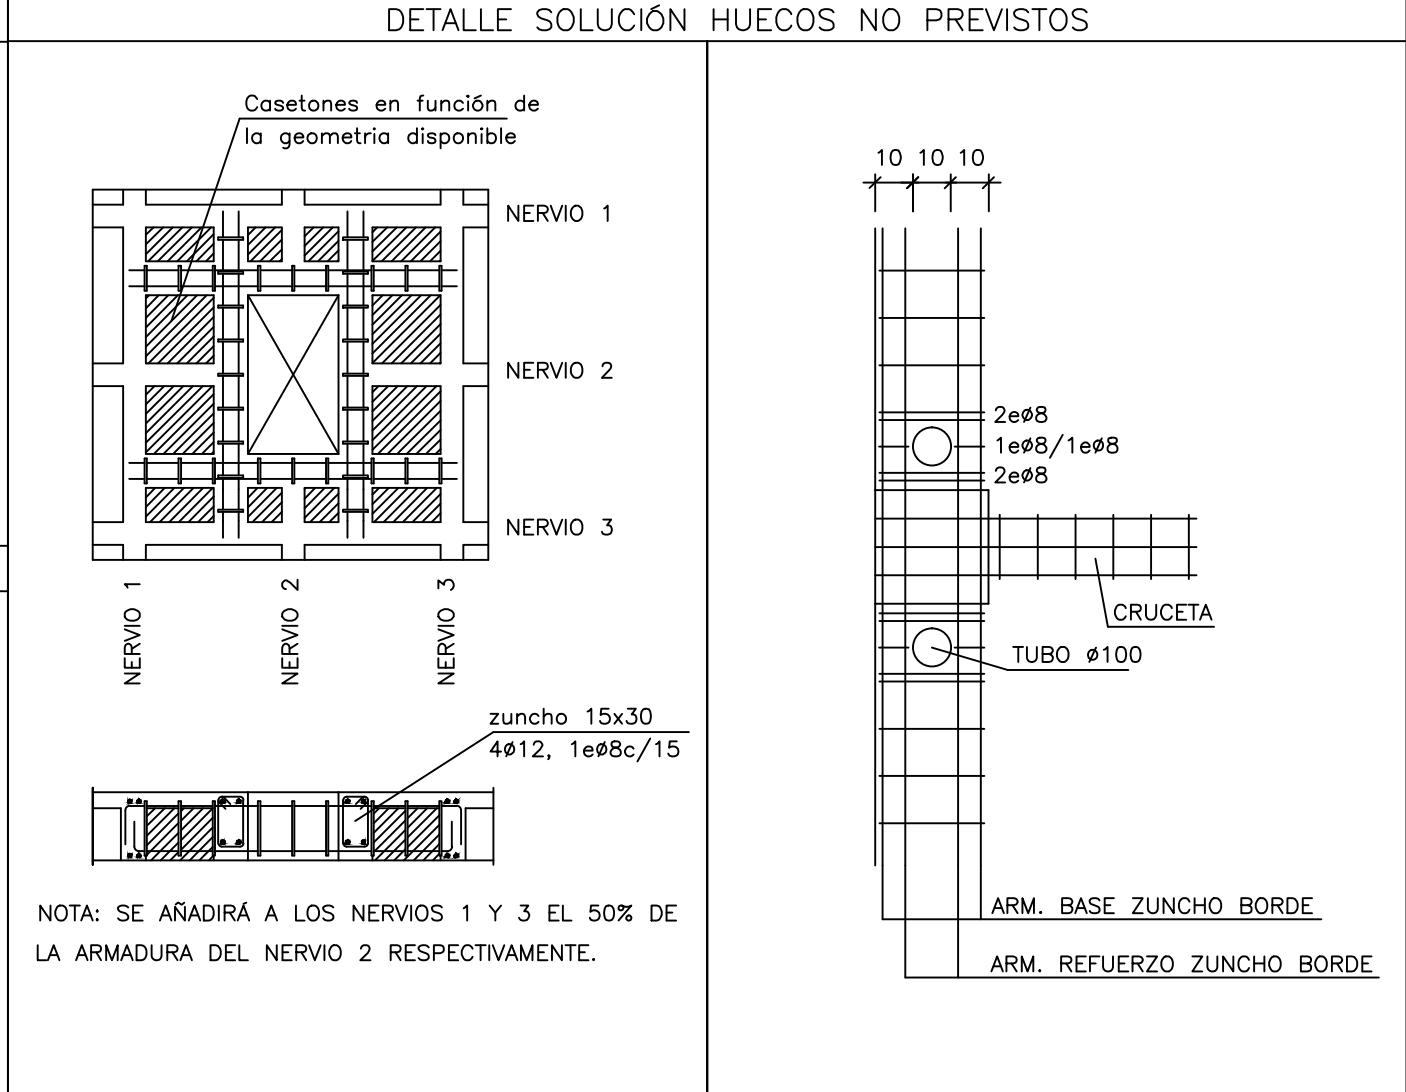 DETALLE SOLUCIÓN HUECOS NO PREVISTOS
Casetones en función de
la geometria disponible
NERVIO 1
NERVIO 2
NERVIO 3
NERVIO 1
NERVIO 2
NERVIO 3
zuncho 15x30
4ø12, 1eø8c/15
NOTA: SE AÑADIRÁ A LOS NERVIOS 1 Y 3 EL 50% DE
LA ARMADURA DEL NERVIO 2 RESPECTIVAMENTE.
10 10 10
2eø8
1eø8/1eø8
2eø8
CRUCETA
TUBO ø100
ARM. BASE ZUNCHO BORDE
ARM. REFUERZO ZUNCHO BORDE